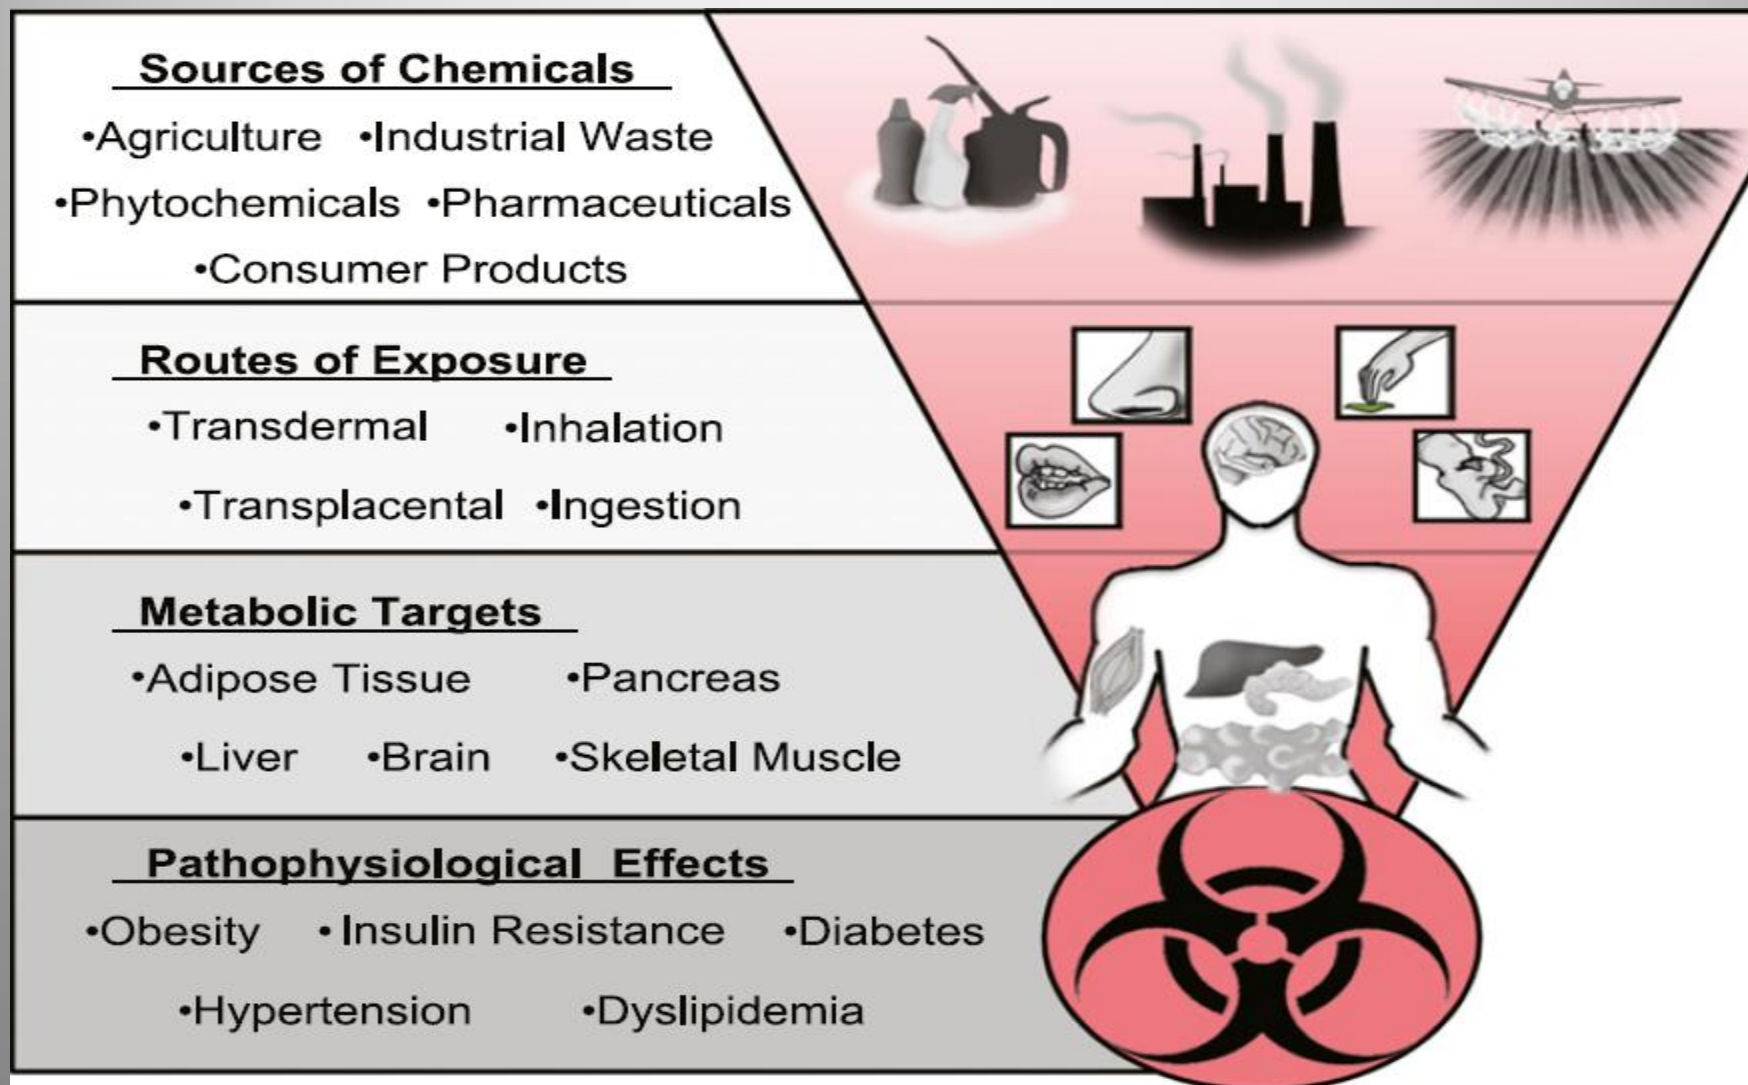 Sources of Chemicals
•Agriculture •Industrial Waste
•Phytochemicals •Pharmaceuticals
•Consumer Products
Routes of Exposure
•Transdermal •Inhalation
•Transplacental •Ingestion
Metabolic Targets
•Adipose Tissue •Pancreas
•Liver •Brain •Skeletal Muscle
Pathophysiological Effects
•Obesity •Insulin Resistance •Diabetes
•Hypertension •Dyslipidemia